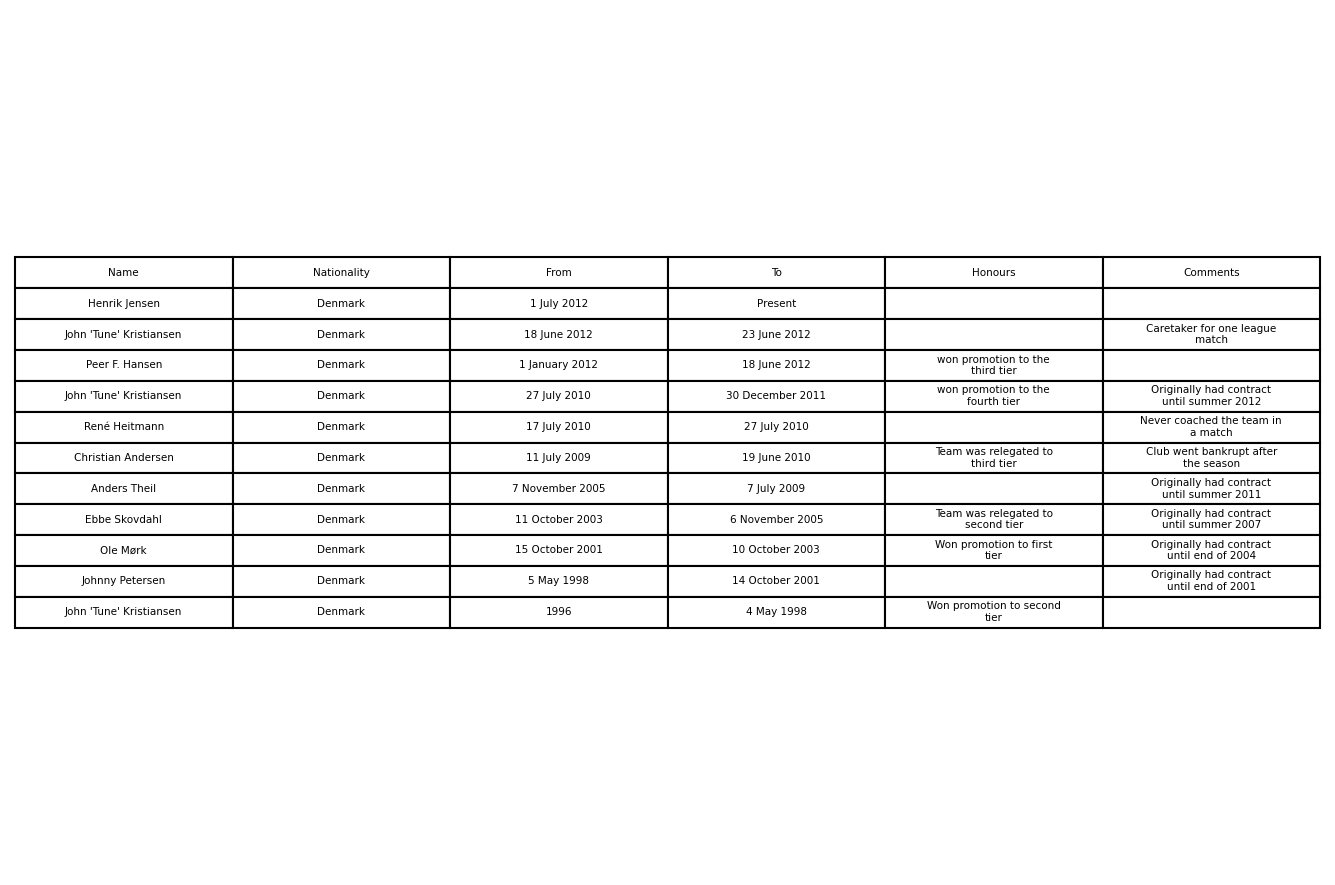 Name Nationality From To Honours Comments
Henrik Jensen Denmark 1 July 2012 Present
John 'Tune' Kristiansen Denmark 18 June 2012 23 June 2012 Caretaker for one league
match
Peer F. Hansen Denmark 1 January 2012 18 June 2012 won promotion to the
third tier
John 'Tune' Kristiansen Denmark 27 July 2010 30 December 2011 won promotion to the Originally had contract
fourth tier until summer 2012
René Heitmann Denmark 17 July 2010 27 July 2010 Never coached the team in
a match
Christian Andersen Denmark 11 July 2009 19 June 2010 Team was relegated to Club went bankrupt after
third tier the season
Anders Theil Denmark 7 November 2005 7 July 2009 Originally had contract
until summer 2011
Ebbe Skovdahl Denmark 11 October 2003 6 November 2005 Team was relegated to Originally had contract
second tier until summer 2007
Ole Mørk Denmark 15 October 2001 10 October 2003 Won promotion to first Originally had contract
tier until end of 2004
Johnny Petersen Denmark 5 May 1998 14 October 2001 Originally had contract
until end of 2001
John 'Tune' Kristiansen Denmark 1996 4 May 1998 Won promotion to second
tier